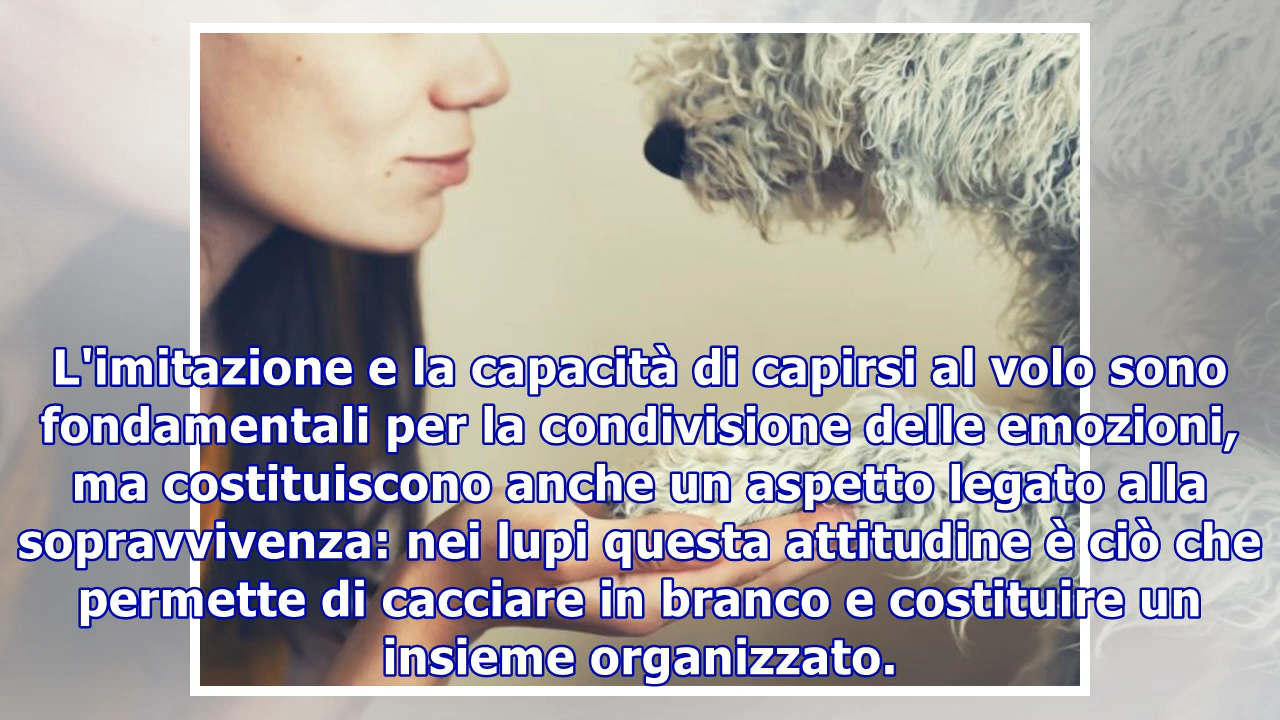 L'imitazione e la capacità di capirsi al volo sono
fondamentali per la condivisione delle emozioni,
ma costituiscono anche un aspetto legato alla
sopravvivenza: nei lupi questa attitudine è ciò che
permette di cacciare in branco e costituire un
insieme organizzato.